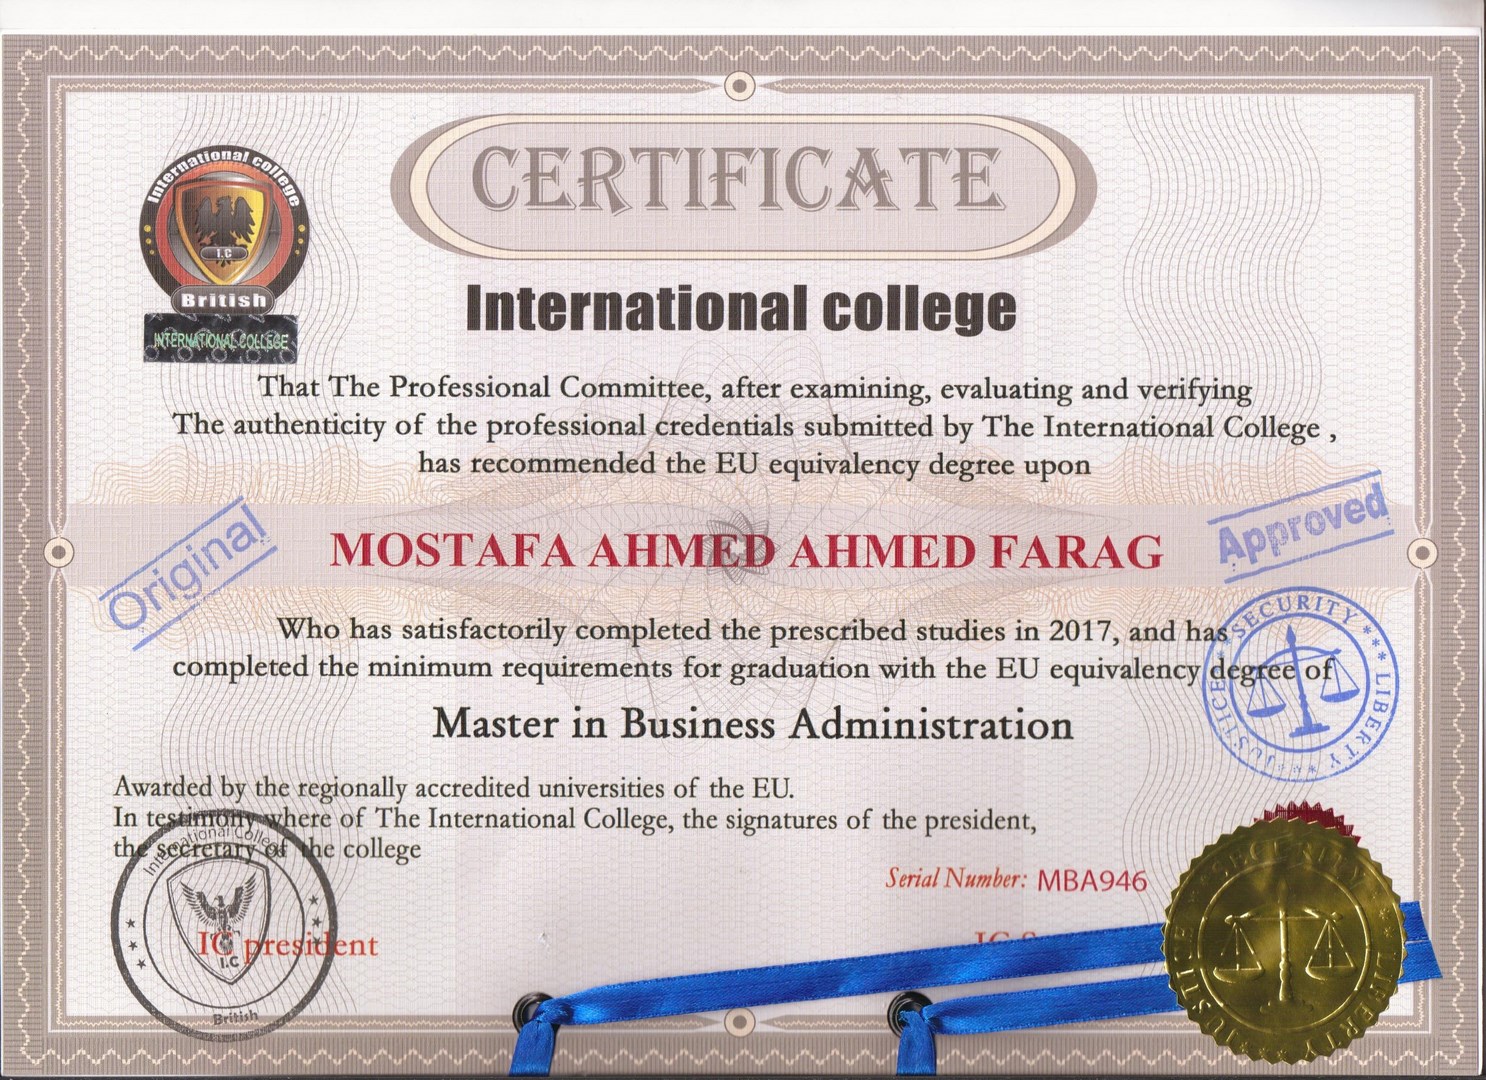 CERTIFICATE
International college
I.C
British
INTERNATIONAL COLLEGE
International college
That The Professional Committee, after examining, evaluating and verifying
The authenticity of the professional credentials submitted by The International College ,
has recommended the EU equivalency degree upon
Original
Approved
MOSTAFA AHMED AHMED FARAG
Who has satisfactorily completed the prescribed studies in 2017, and has
completed the minimum requirements for graduation with the EU equivalency degree of
SECURITY *** LIBERTY *** JUSTICE ***
Master in Business Administration
Awarded by the regionally accredited universities of the EU.
In testimony where of The International College, the signatures of the president,
the secretary of the college
Serial Number: MBA946
International College
I.C
British
IC president
IC
SECURITY
LIBERTY
JUSTICE